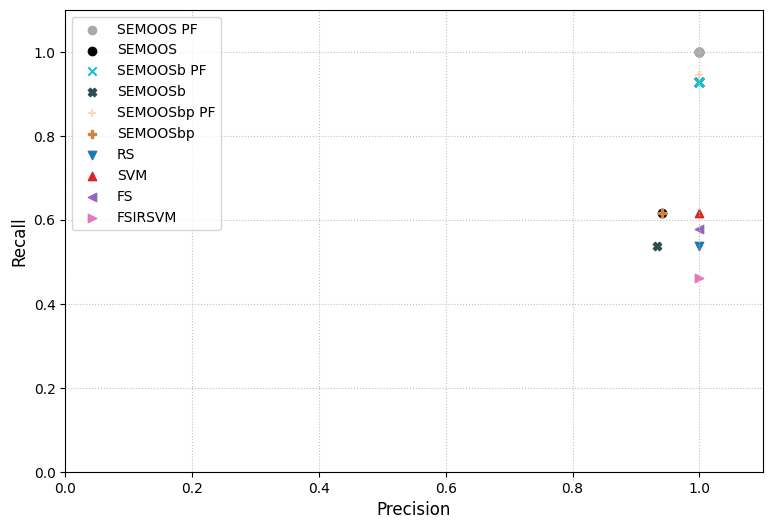 SEMOOS PF
SEMOOS
SEMOOSb PF
SEMOOSb
SEMOOSbp PF
SEMOOSbp
RS
SVM
FS
FSIRSVM
1.0
0.8
0.6
0.4
0.2
0.0
Recall
0.0 0.2 0.4 0.6 0.8 1.0
Precision